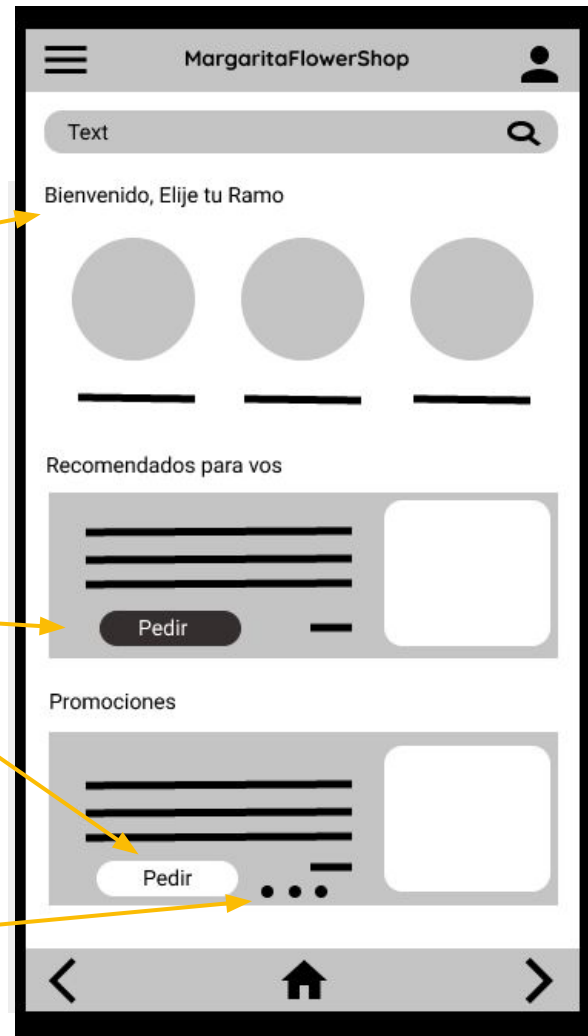 MargaritaFlowerShop
Text
Bienvenido, Elije tu Ramo
Recomendados para vos
Pedir
Promociones
Pedir